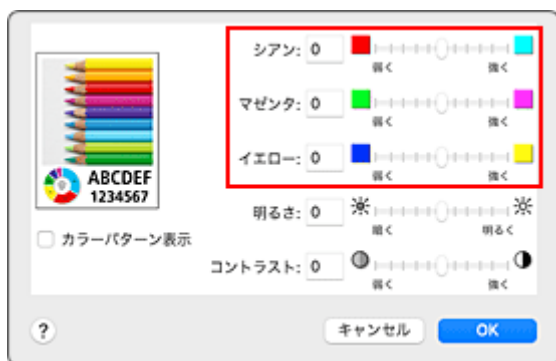 シアン: 0
弱く 強く
マゼンタ: 0
弱く 強く
イエロー: 0
弱く 強く
ABCDEF
1234567
明るさ: 0
暗く 明るく
カラーパターン表示
コントラスト: 0
弱く 強く
? キャンセル OK